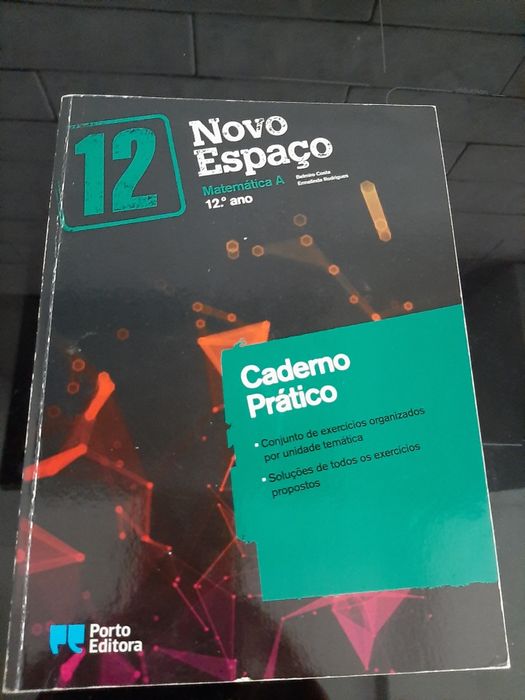 12
Novo
Espaço
Matemática A
Belmiro Costa
Ermelinda Rodrigues
12.º ano
Caderno
Prático
• Conjunto de exercícios organizados
por unidade temática
• Soluções de todos os exercícios
propostos
Porto
Editora